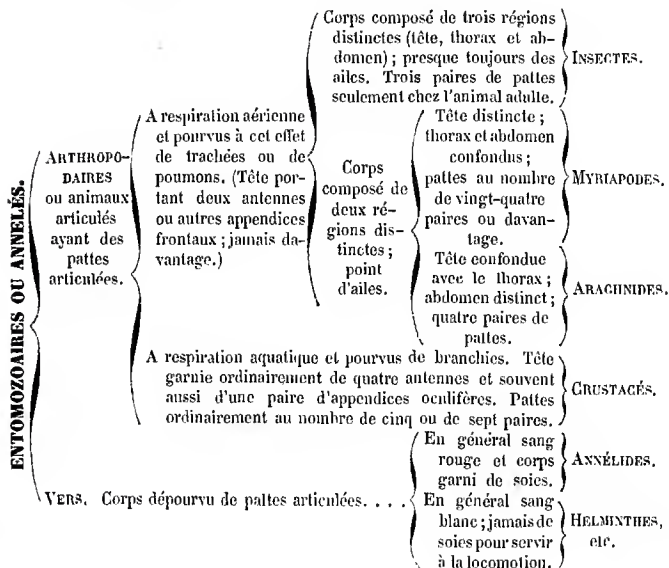 ENTOMOZOAIRES OU ANNELÉS.
ARTHROPO-
DAIRES
ou animaux
articulés
ayant des
pattes
articulées.
A respiration aérienne
et pourvus à cet effet
de trachées ou de
poumons. (Tête por-
tant deux antennes
ou autres appendices
frontaux ; jamais da-
vantage.)
Corps composé de trois régions
distinctes (tête, thorax et ab-
domen) ; presque toujours des
ailes. Trois paires de pattes
seulement chez l'animal adulte.
INSECTES.
Corps
composé de
deux ré-
gions dis-
tinctes ;
point
d'ailes.
Tête distincte ;
thorax et abdomen
confondus ;
pattes au nombre
de vingt-quatre
paires ou davan-
tage.
MYRIAPODES.
Tête confondue
avec le thorax ;
abdomen distinct ;
quatre paires de
pattes.
ARACHNIDES.
A respiration aquatique et pourvus de branchies. Tête
garnie ordinairement de quatre antennes et souvent
aussi d'une paire d'appendices oculifères. Pattes
ordinairement au nombre de cinq ou de sept paires.
CRUSTACÉS.
VERS. Corps dépourvu de pattes articulées. . . . .
En général sang
rouge et corps
garni de soies.
ANNÉLIDES.
En général sang
blanc ; jamais de
soies pour servir
à la locomotion.
HELMINTHES,
etc.